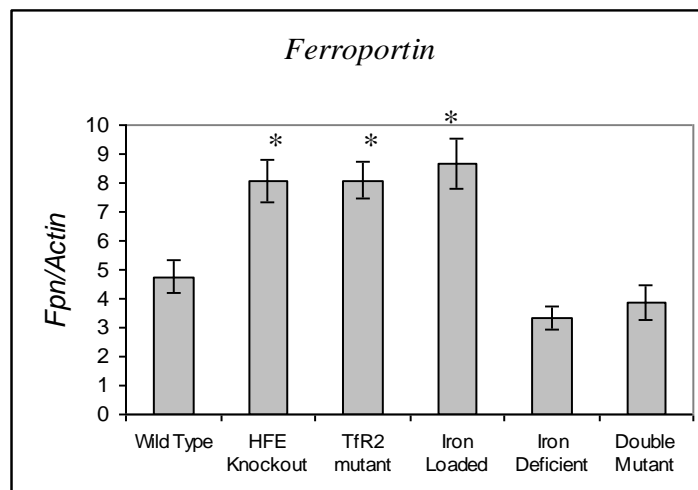 Ferroportin
* * *
10
9
8
7
6
5
4
3
2
1
0
Fpn/Actin
Wild Type HFE Knockout TfR2 mutant Iron Loaded Iron Deficient Double Mutant